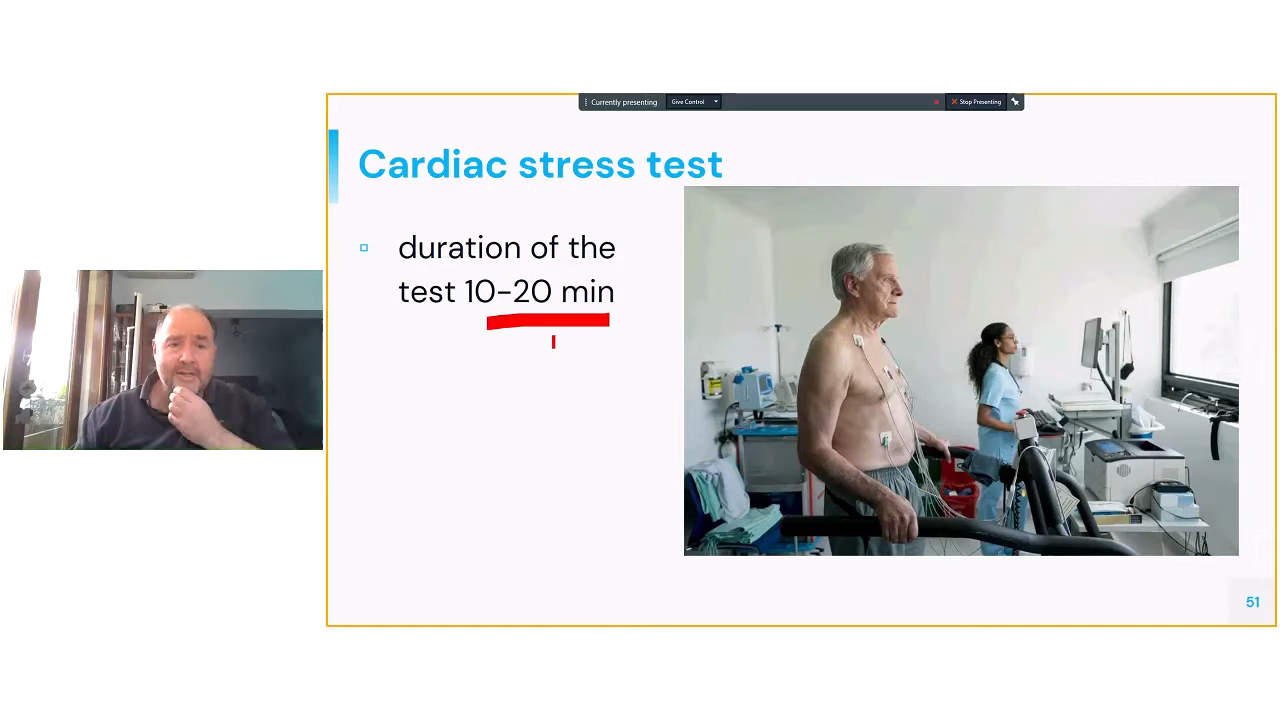 Currently presenting Give Control Stop Presenting
Cardiac stress test
duration of the
test 10-20 min
51